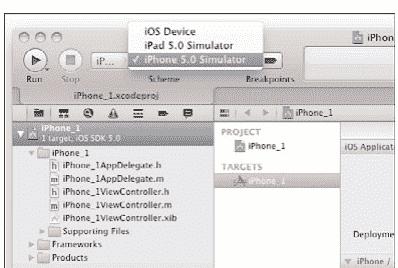 iOS Device
iPad 5.0 Simulator
✓ iPhone 5.0 Simulator
iPhon
iP...
Run
Stop
Scheme
Breakpoints
iPhone_1.xcodeproj
iPhone_1
iPhone_1
1 target, iOS SDK 5.0
PROJECT
iPhone_1
iPhone_1
TARGETS
iOS Applicat
iPhone_1AppDelegate.h
iPhone_1
iPhone_1AppDelegate.m
iPhone_1ViewController.h
iPhone_1ViewController.m
iPhone_1ViewController.xib
Supporting Files
Deployme
Frameworks
Products
iPhone /